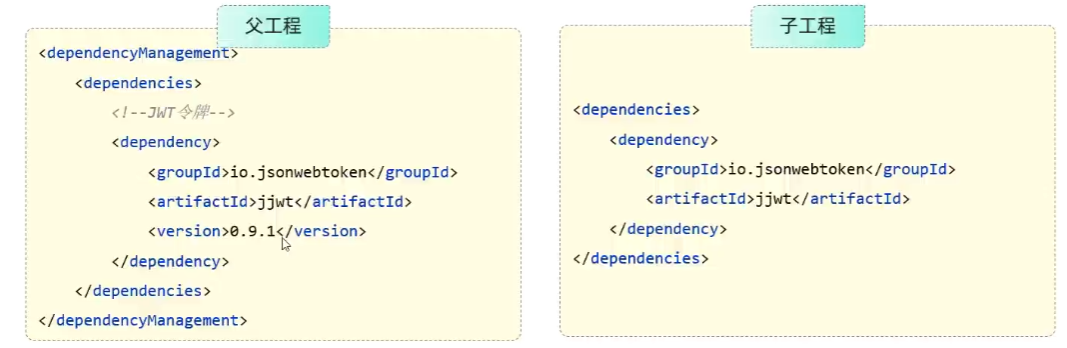 父工程
<dependencyManagement>
    <dependencies>
        <!--JWT令牌-->
        <dependency>
            <groupId>io.jsonwebtoken</groupId>
            <artifactId>jjwt</artifactId>
            <version>0.9.1</version>
        </dependency>
    </dependencies>
</dependencyManagement>
子工程
<dependencies>
    <dependency>
        <groupId>io.jsonwebtoken</groupId>
        <artifactId>jjwt</artifactId>
    </dependency>
</dependencies>